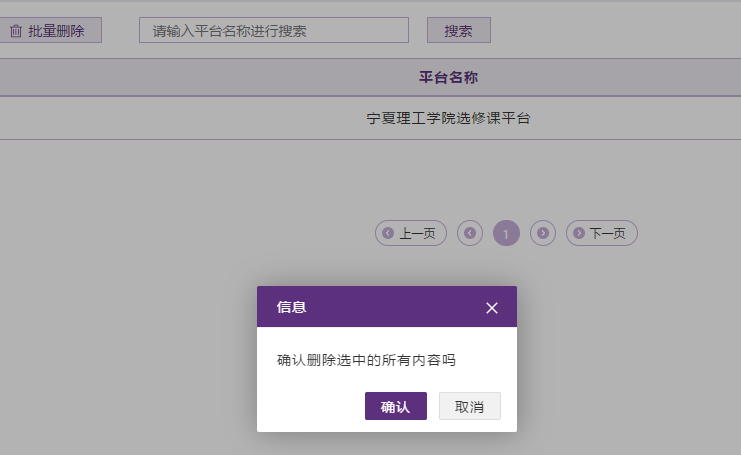 批量删除 请输入平台名称进行搜索 搜索
平台名称
宁夏理工学院选修课平台
上一页 1 下一页
信息
确认删除选中的所有内容吗
确认 取消